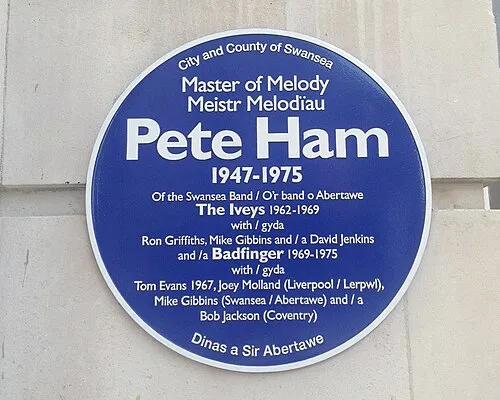 City and County of Swansea
Master of Melody
Meistr Melodïau
Pete Ham
1947-1975
Of the Swansea Band / O'r band o Abertawe
The Iveys 1962-1969
with / gyda
Ron Griffiths, Mike Gibbins and / a David Jenkins
and /a Badfinger 1969-1975
with / gyda
Tom Evans 1967, Joey Molland (Liverpool / Lerpwl),
Mike Gibbins (Swansea / Abertawe) and / a
Bob Jackson (Coventry)
Dinas a Sir Abertawe